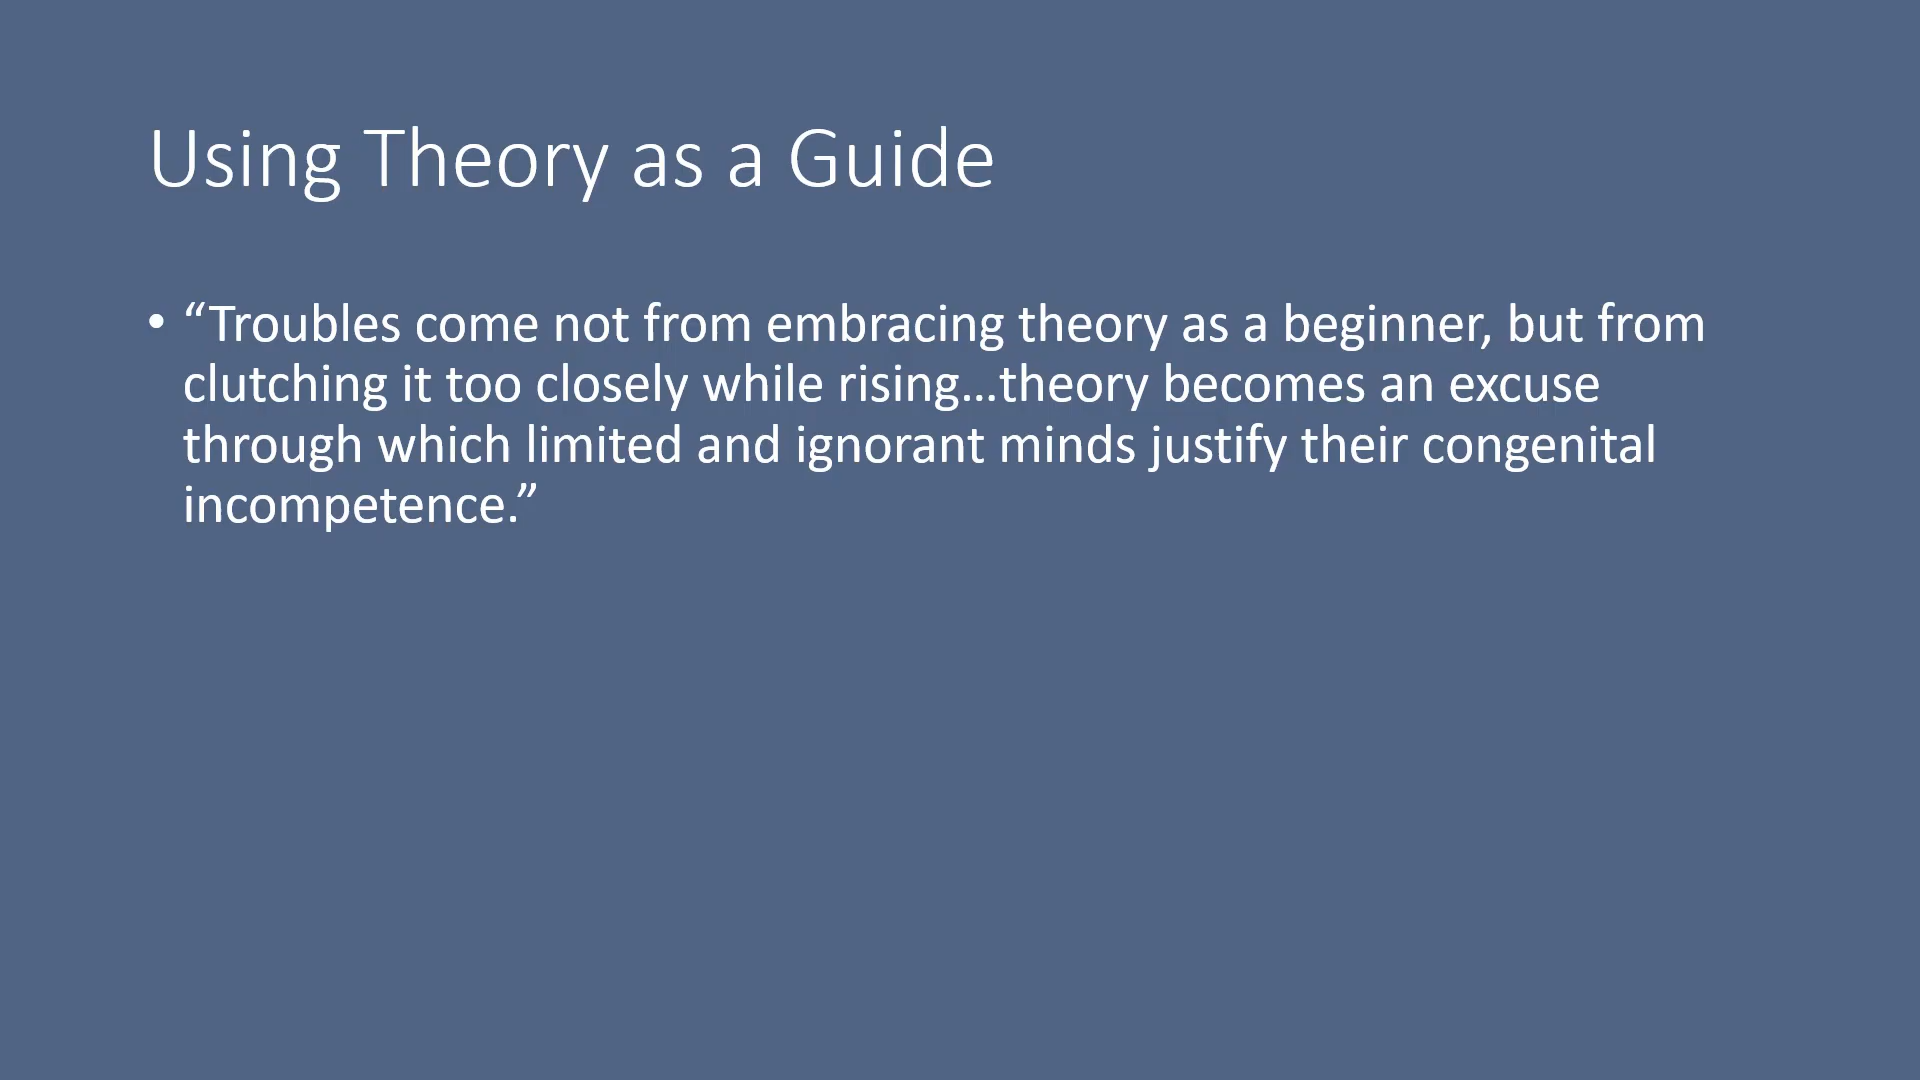 Using Theory as a Guide
• “Troubles come not from embracing theory as a beginner, but from
clutching it too closely while rising…theory becomes an excuse
through which limited and ignorant minds justify their congenital
incompetence.”